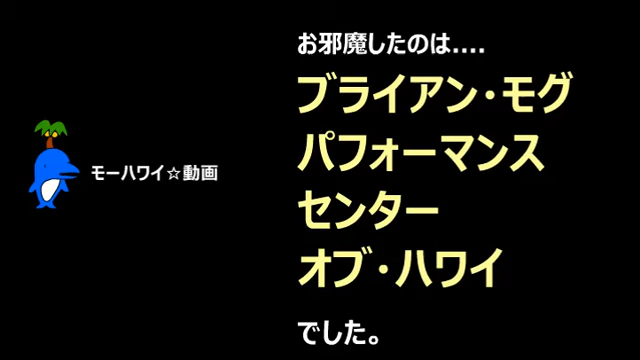 お邪魔したのは....
ブライアン・モグ
パフォーマンス
センター
オブ・ハワイ
でした。
モーハワイ☆動画